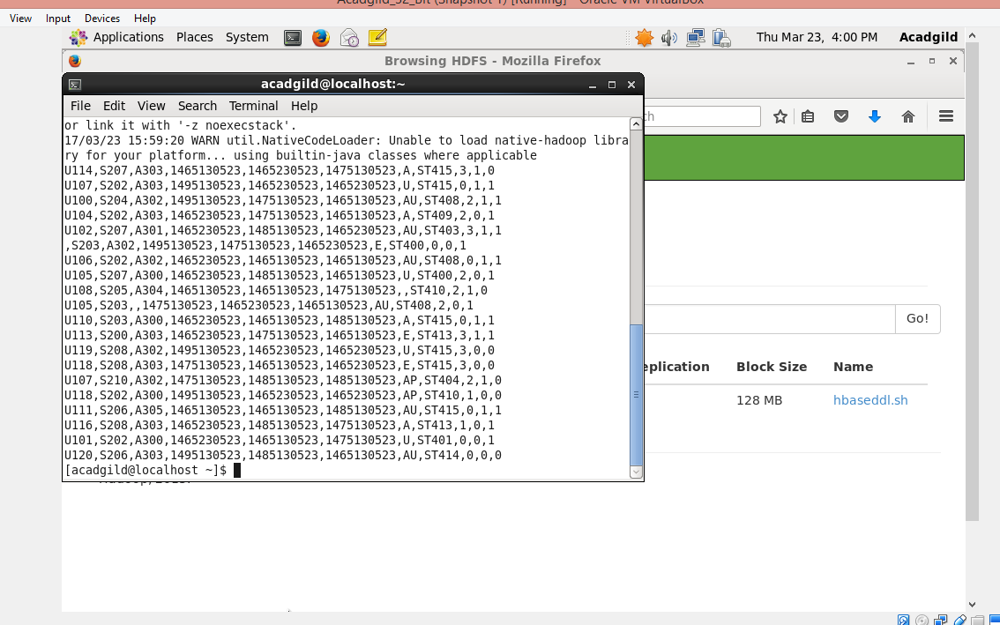 Acadgild_32_Bit (Snapshot 1) [Running] - Oracle VM VirtualBox
View Input Devices Help
Applications Places System Thu Mar 23, 4:00 PM Acadgild
Browsing HDFS - Mozilla Firefox
acadgild@localhost:~
File Edit View Search Terminal Help
or link it with '-z noexecstack'.
17/03/23 15:59:20 WARN util.NativeCodeLoader: Unable to load native-hadoop libra
ry for your platform... using builtin-java classes where applicable
U114,S207,A303,1465130523,1465230523,1475130523,A,ST415,3,1,0
U107,S202,A303,1495130523,1465230523,1465230523,U,ST415,0,1,1
U100,S204,A302,1495130523,1475130523,1465130523,AU,ST408,2,1,1
U104,S202,A303,1465230523,1475130523,1465130523,A,ST409,2,0,1
U102,S207,A301,1465230523,1485130523,1465230523,AU,ST403,3,1,1
,S203,A302,1495130523,1475130523,1465230523,E,ST400,0,0,1
U106,S202,A302,1465230523,1465130523,1465130523,AU,ST408,0,1,1
U105,S207,A300,1465230523,1485130523,1465130523,U,ST400,2,0,1
U108,S205,A304,1465130523,1465130523,1475130523,,ST410,2,1,0
U105,S203,,1475130523,1465230523,1465130523,AU,ST408,2,0,1
U110,S203,A300,1465230523,1465130523,1485130523,A,ST415,0,1,1
U113,S200,A303,1465230523,1475130523,1465130523,E,ST413,3,1,1
U119,S208,A302,1495130523,1465230523,1465230523,U,ST415,3,0,0
U118,S208,A303,1475130523,1465130523,1465230523,E,ST415,3,0,0
U107,S210,A302,1475130523,1485130523,1485130523,AP,ST404,2,1,0
U118,S202,A300,1495130523,1465230523,1475130523,AP,ST410,1,0,0
U111,S206,A305,1465130523,1465130523,1485130523,AU,ST415,0,1,1
U116,S208,A303,1465230523,1485130523,1475130523,A,ST413,1,0,1
U101,S202,A300,1465230523,1465230523,1475130523,U,ST401,0,0,1
U120,S206,A303,1495130523,1485130523,1465130523,AU,ST414,0,0,0
[acadgild@localhost ~]$
ch
Go!
eplication Block Size Name
128 MB hbaseddl.sh